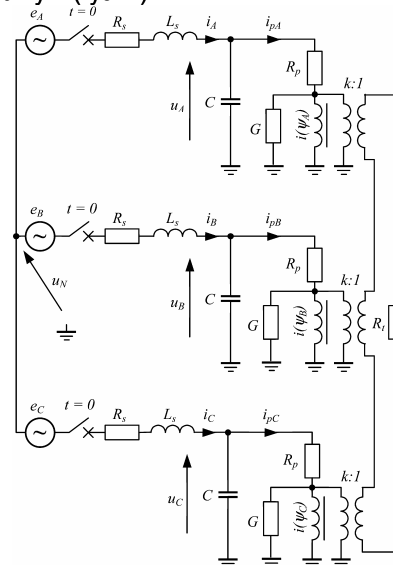 e_A t = 0 R_s L_s i_A i_pA
R_p
u_A C G i(ψ_A) k:1
e_B t = 0 R_s L_s i_B i_pB
R_p
u_N u_B C G i(ψ_B) k:1 R_t
e_C t = 0 R_s L_s i_C i_pC
R_p
u_C C G i(ψ_C) k:1